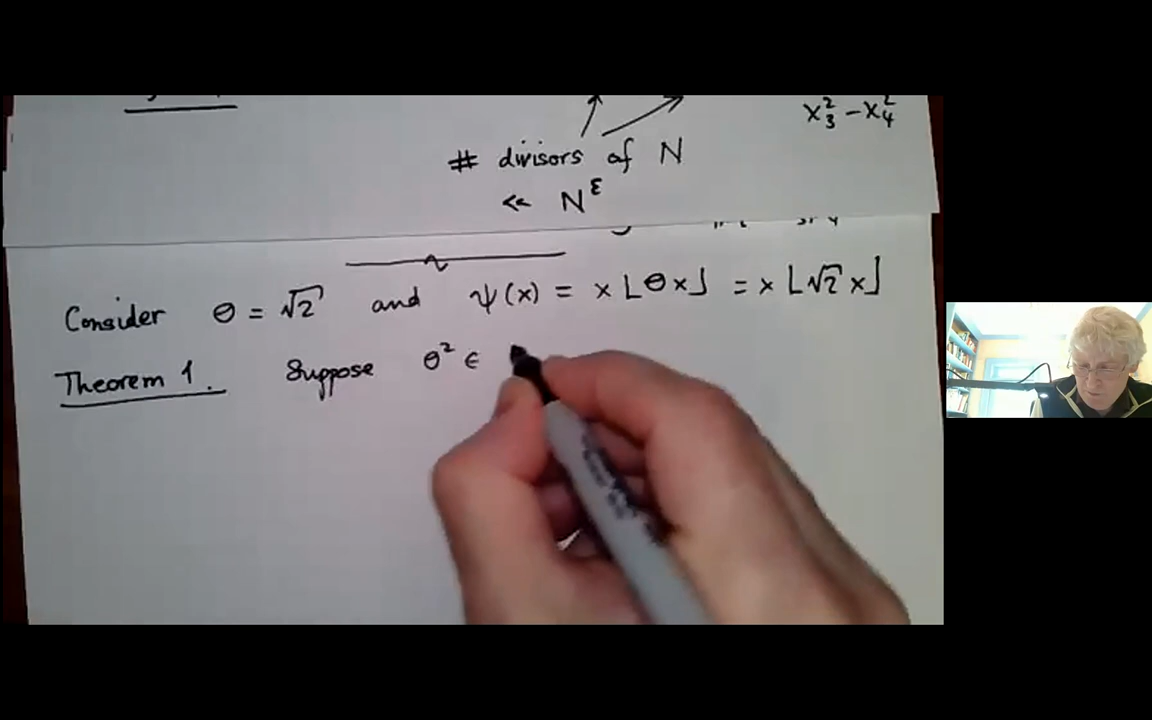 x₃² − x₄²
# divisors of N
≪ N^ε
Consider θ = √2 and ψ(x) = x ⌊θx⌋ = x ⌊√2 x⌋
Theorem 1. Suppose θ² ∈